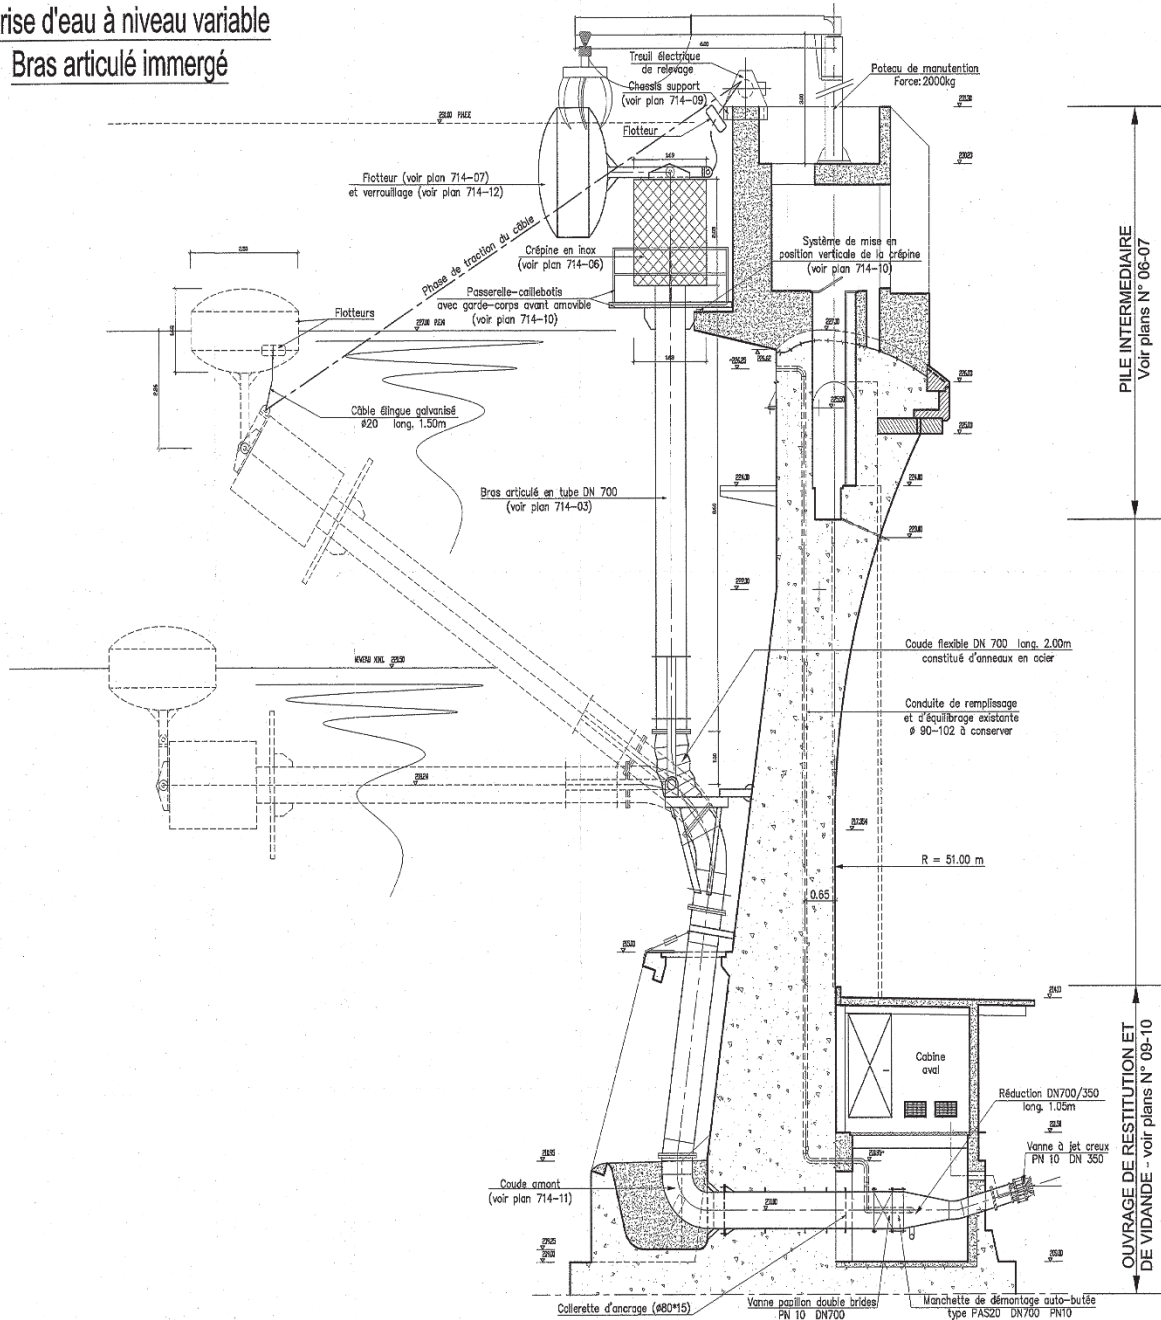 rise d'eau à niveau variable
Bras articulé immergé
6.00
Treuil électrique
de relevage
Chassis support
(voir plan 714-09)
Flotteur
Poteau de manutention
Force: 2000kg
Flotteur (voir plan 714-07)
et verrouillage (voir plan 714-12)
Phase de traction du câble
Crépine en inox
(voir plan 714-06)
Système de mise en
position verticale de la crépine
(voir plan 714-10)
Passerelle-caillebotis
avec garde-corps avant amovible
(voir plan 714-10)
PILE INTERMEDIAIRE
Voir plans N° 06-07
Flotteurs
Câble élingue galvanisé
ø20 long. 1.50m
Bras articulé en tube DN 700
(voir plan 714-03)
Coude flexible DN 700 long. 2.00m
constitué d'anneaux en acier
Conduite de remplissage
et d'équilibrage existante
ø 90-102 à conserver
R = 51.00 m
0.65
Cabine
aval
Réduction DN700/350
long. 1.05m
Vanne à jet creux
PN 10 DN 350
OUVRAGE DE RESTITUTION ET
DE VIDANDE - voir plans N° 09-10
Coude amont
(voir plan 714-11)
Collerette d'ancrage (ø80*15)
Vanne papillon double brides
PN 10 DN700
Manchette de démontage auto-butée
type PAS20 DN700 PN10